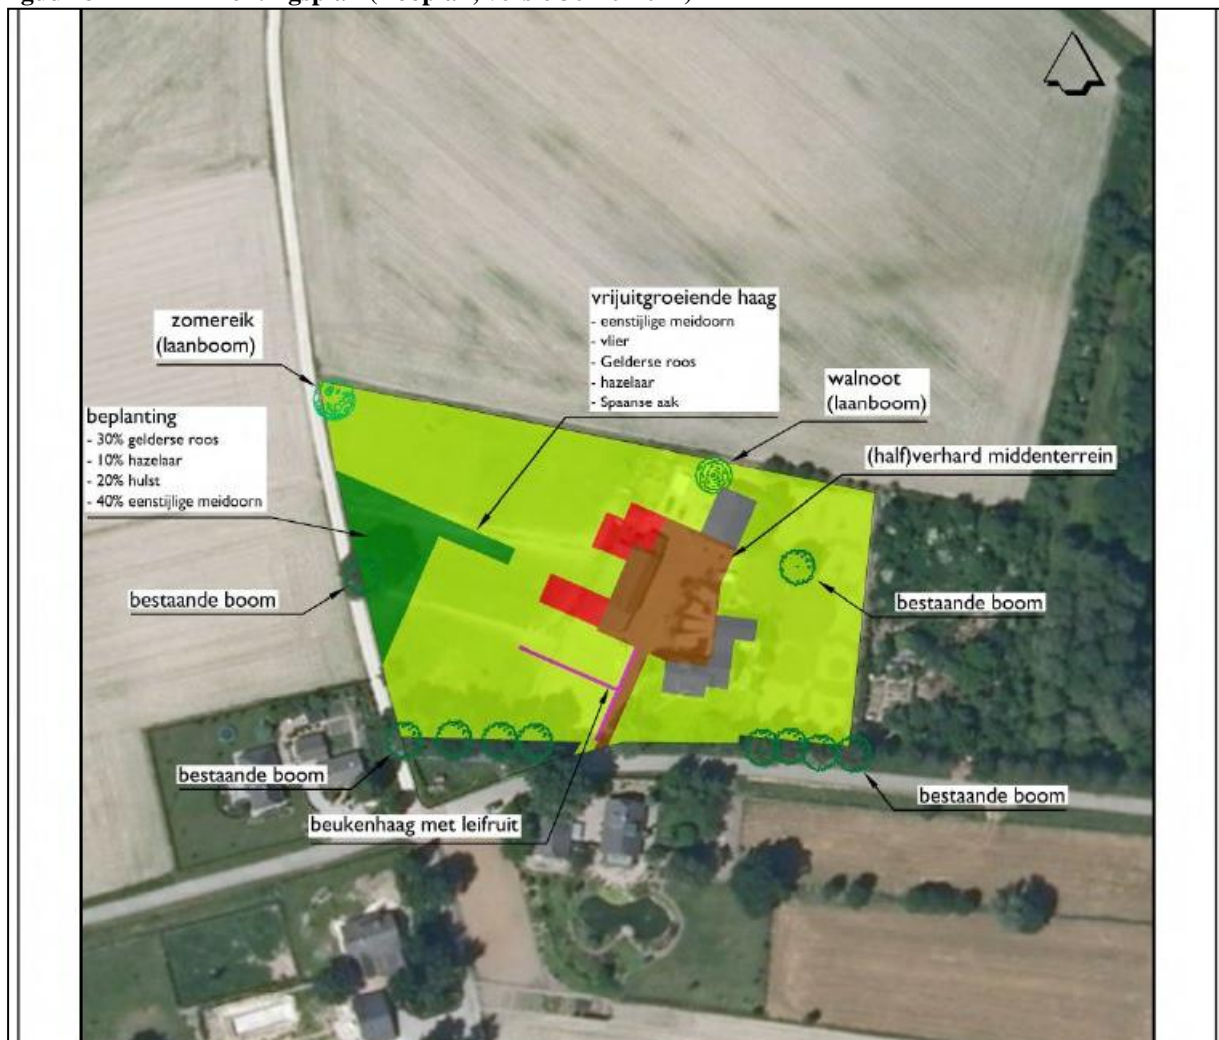 vrijuitgroeiende haag
- eenstijlige meidoorn
- vlier
- Gelderse roos
- hazelaar
- Spaanse aak
zomereik
(laanboom)
walnoot
(laanboom)
beplanting
- 30% gelderse roos
- 10% hazelaar
- 20% hulst
- 40% eenstijlige meidoorn
(half)verhard middenterrein
bestaande boom
bestaande boom
bestaande boom
bestaande boom
beukenhaag met leifruit